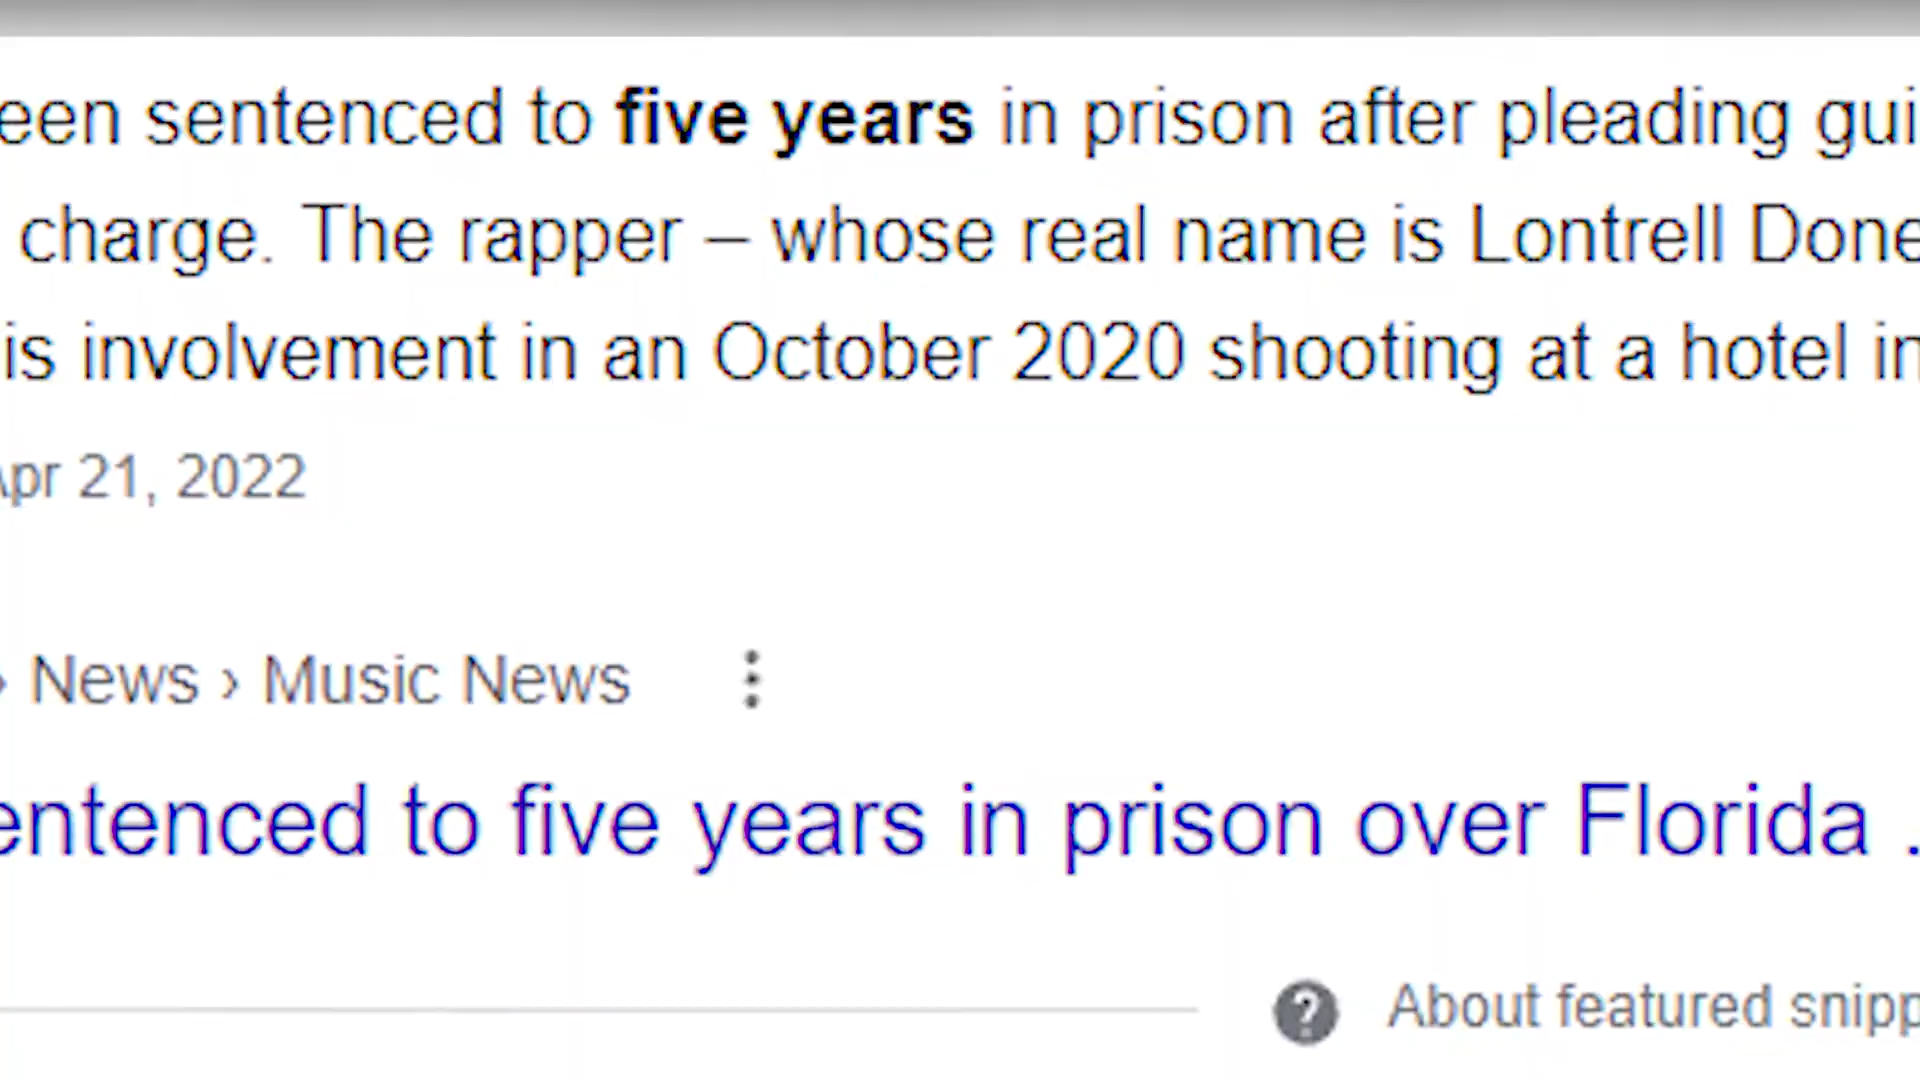 een sentenced to five years in prison after pleading gui
charge. The rapper – whose real name is Lontrell Done
is involvement in an October 2020 shooting at a hotel in
Apr 21, 2022
› News › Music News
entenced to five years in prison over Florida .
About featured snipp